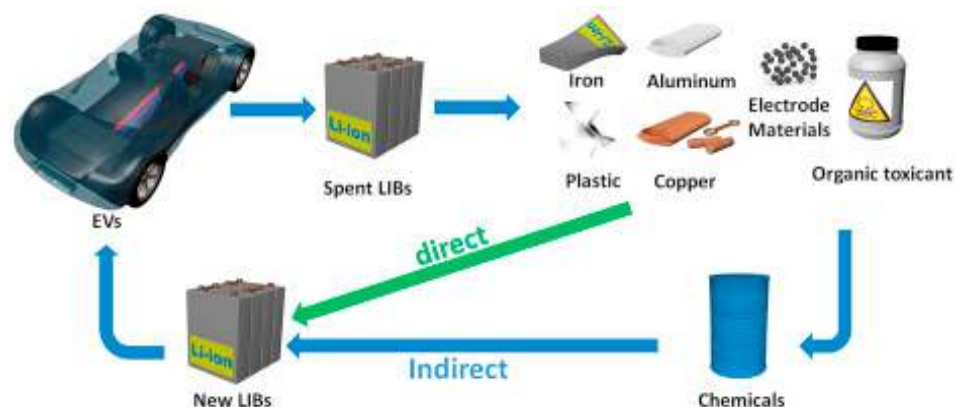 EVs
Li-ion
Spent LIBs
Iron
Aluminum
Electrode
Materials
Plastic
Copper
Organic toxicant
direct
Li-ion
New LIBs
Indirect
Chemicals